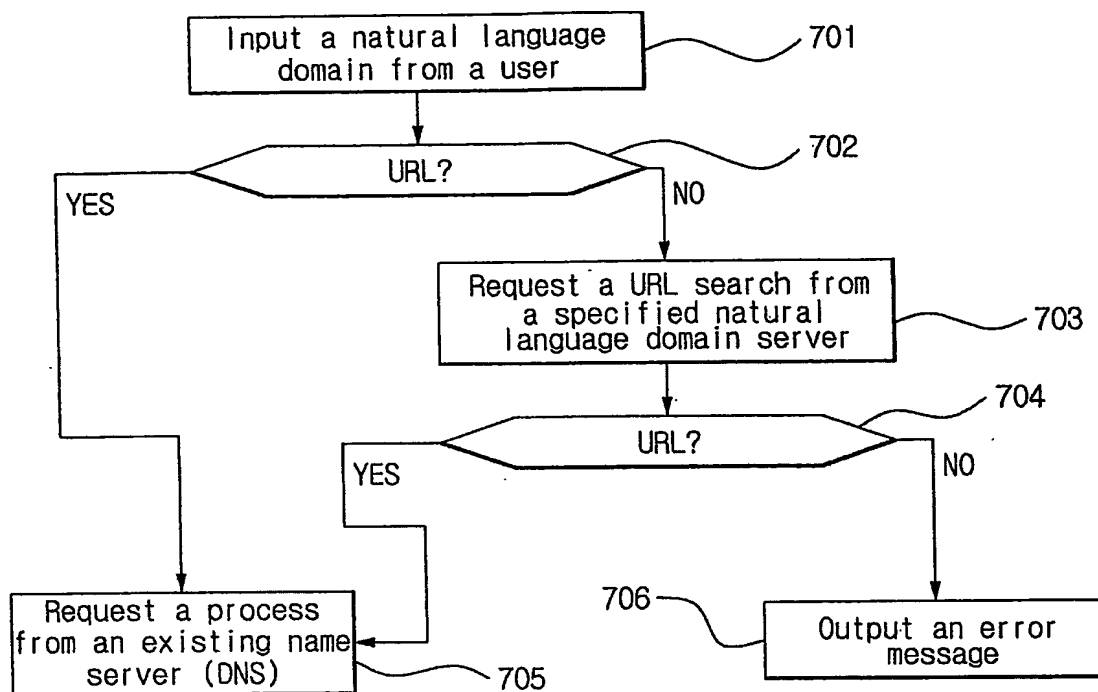 Input a natural language
domain from a user
701
URL?
702
YES
NO
Request a URL search from
a specified natural
language domain server
703
URL?
704
YES
NO
Request a process
from an existing name
server (DNS)
705
706
Output an error
message